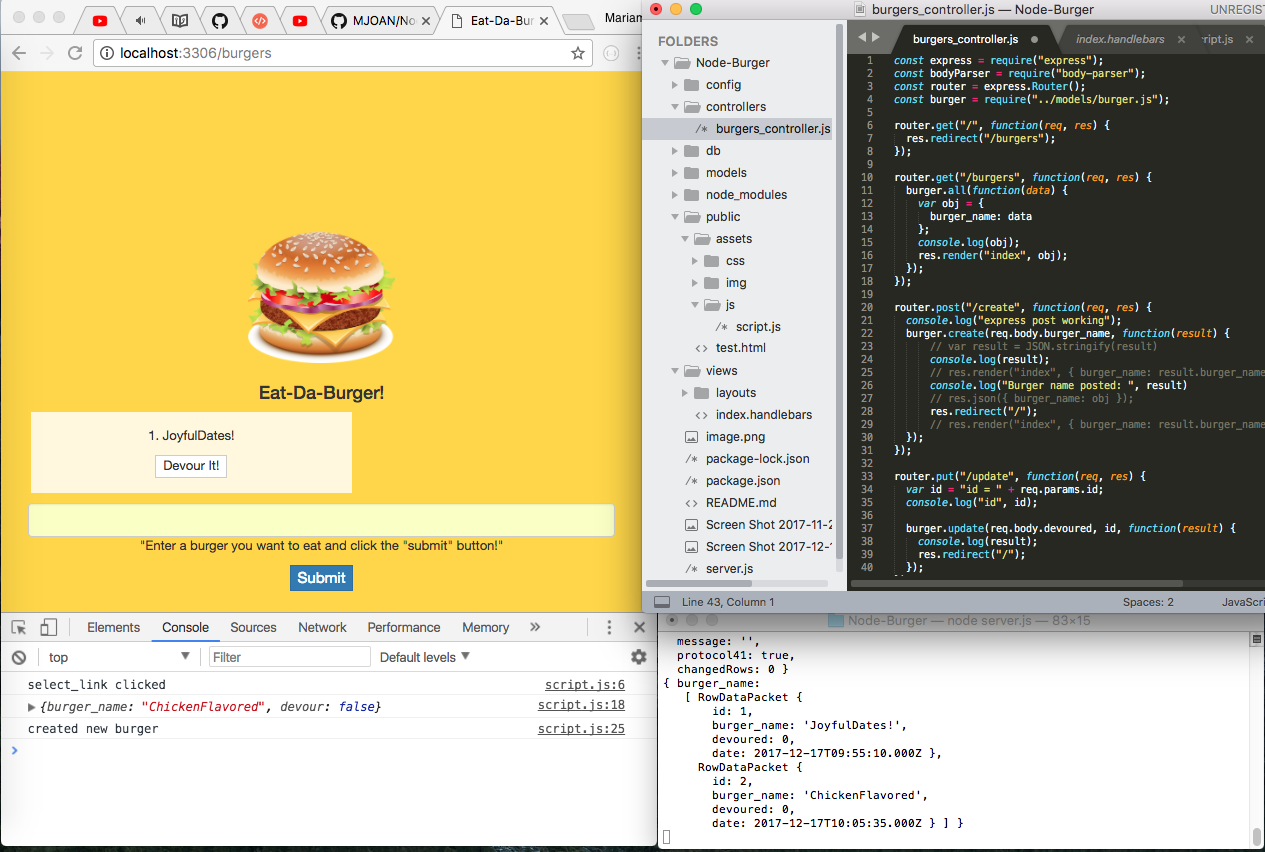 MJOAN/No
Eat-Da-Bur
Mariam
localhost:3306/burgers
Eat-Da-Burger!
1. JoyfulDates!
Devour It!
"Enter a burger you want to eat and click the "submit" button!"
Submit
Elements Console Sources Network Performance Memory »
top Filter Default levels
select_link clicked script.js:6
{burger_name: "ChickenFlavored", devour: false} script.js:18
created new burger script.js:25
burgers_controller.js — Node-Burger UNREGIST
FOLDERS
Node-Burger
config
controllers
/* burgers_controller.js
db
models
node_modules
public
assets
css
img
js
/* script.js
<> test.html
views
layouts
<> index.handlebars
image.png
/* package-lock.json
/* package.json
<> README.md
Screen Shot 2017-11-2
Screen Shot 2017-12-1
/* server.js
burgers_controller.js index.handlebars ript.js
1 const express = require("express");
2 const bodyParser = require("body-parser");
3 const router = express.Router();
4 const burger = require("../models/burger.js");
5
6 router.get("/", function(req, res) {
7 res.redirect("/burgers");
8 });
9
10 router.get("/burgers", function(req, res) {
11 burger.all(function(data) {
12 var obj = {
13 burger_name: data
14 };
15 console.log(obj);
16 res.render("index", obj);
17 });
18 });
19
20 router.post("/create", function(req, res) {
21 console.log("express post working");
22 burger.create(req.body.burger_name, function(result) {
23 // var result = JSON.stringify(result)
24 console.log(result);
25 // res.render("index", { burger_name: result.burger_name
26 console.log("Burger name posted: ", result)
27 // res.json({ burger_name: obj });
28 res.redirect("/");
29 // res.render("index", { burger_name: result.burger_name
30 });
31 });
32
33 router.put("/update", function(req, res) {
34 var id = "id = " + req.params.id;
35 console.log("id", id);
36
37 burger.update(req.body.devoured, id, function(result) {
38 console.log(result);
39 res.redirect("/");
40 });
Line 43, Column 1 Spaces: 2 JavaScri
Node-Burger — node server.js — 83×15
message: '',
protocol41: true,
changedRows: 0 }
{ burger_name:
[ RowDataPacket {
id: 1,
burger_name: 'JoyfulDates!',
devoured: 0,
date: 2017-12-17T09:55:10.000Z },
RowDataPacket {
id: 2,
burger_name: 'ChickenFlavored',
devoured: 0,
date: 2017-12-17T10:05:35.000Z } ] }